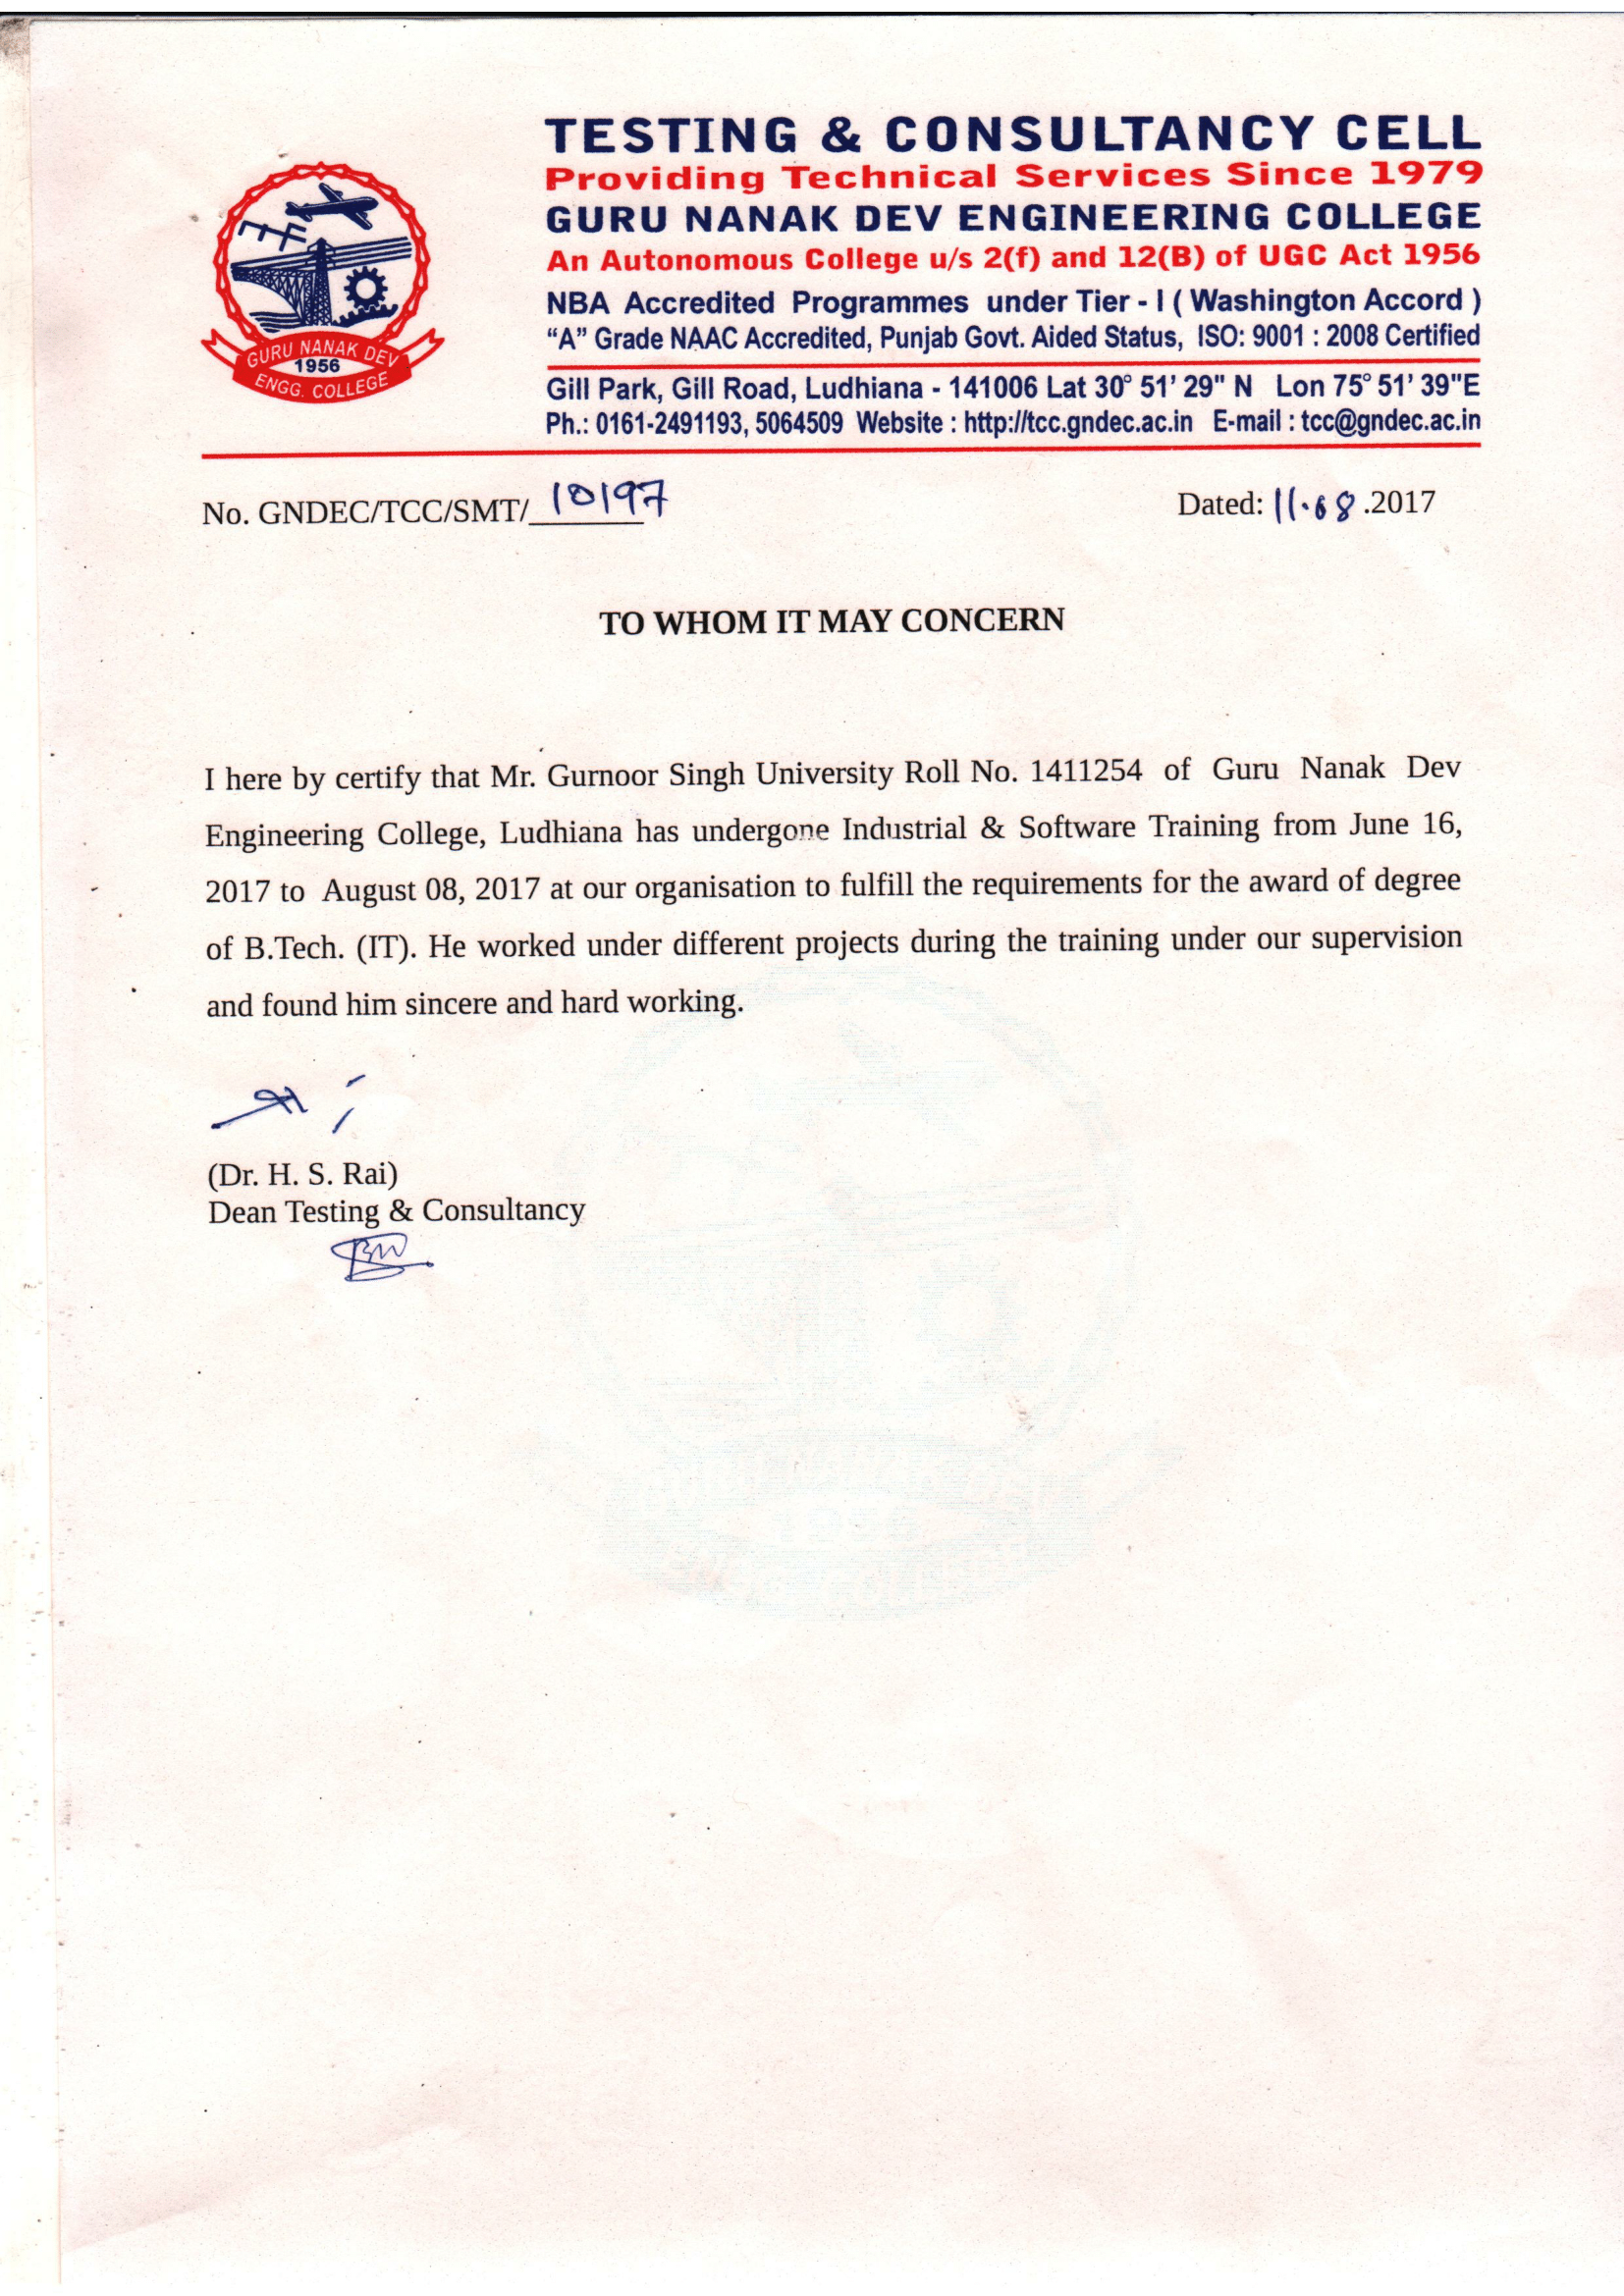 TESTING & CONSULTANCY CELL
Providing Technical Services Since 1979
GURU NANAK DEV ENGINEERING COLLEGE
An Autonomous College u/s 2(f) and 12(B) of UGC Act 1956
NBA Accredited Programmes under Tier - I ( Washington Accord )
“A” Grade NAAC Accredited, Punjab Govt. Aided Status, ISO: 9001 : 2008 Certified
Gill Park, Gill Road, Ludhiana - 141006 Lat 30° 51’ 29" N Lon 75° 51’ 39"E
Ph.: 0161-2491193, 5064509 Website : http://tcc.gndec.ac.in E-mail : tcc@gndec.ac.in
GURU NANAK DEV
1956
ENGG. COLLEGE
No. GNDEC/TCC/SMT/ 10197
Dated: 11.08.2017
TO WHOM IT MAY CONCERN
I here by certify that Mr. Gurnoor Singh University Roll No. 1411254 of Guru Nanak Dev
Engineering College, Ludhiana has undergone Industrial & Software Training from June 16,
2017 to August 08, 2017 at our organisation to fulfill the requirements for the award of degree
of B.Tech. (IT). He worked under different projects during the training under our supervision
and found him sincere and hard working.
(Dr. H. S. Rai)
Dean Testing & Consultancy